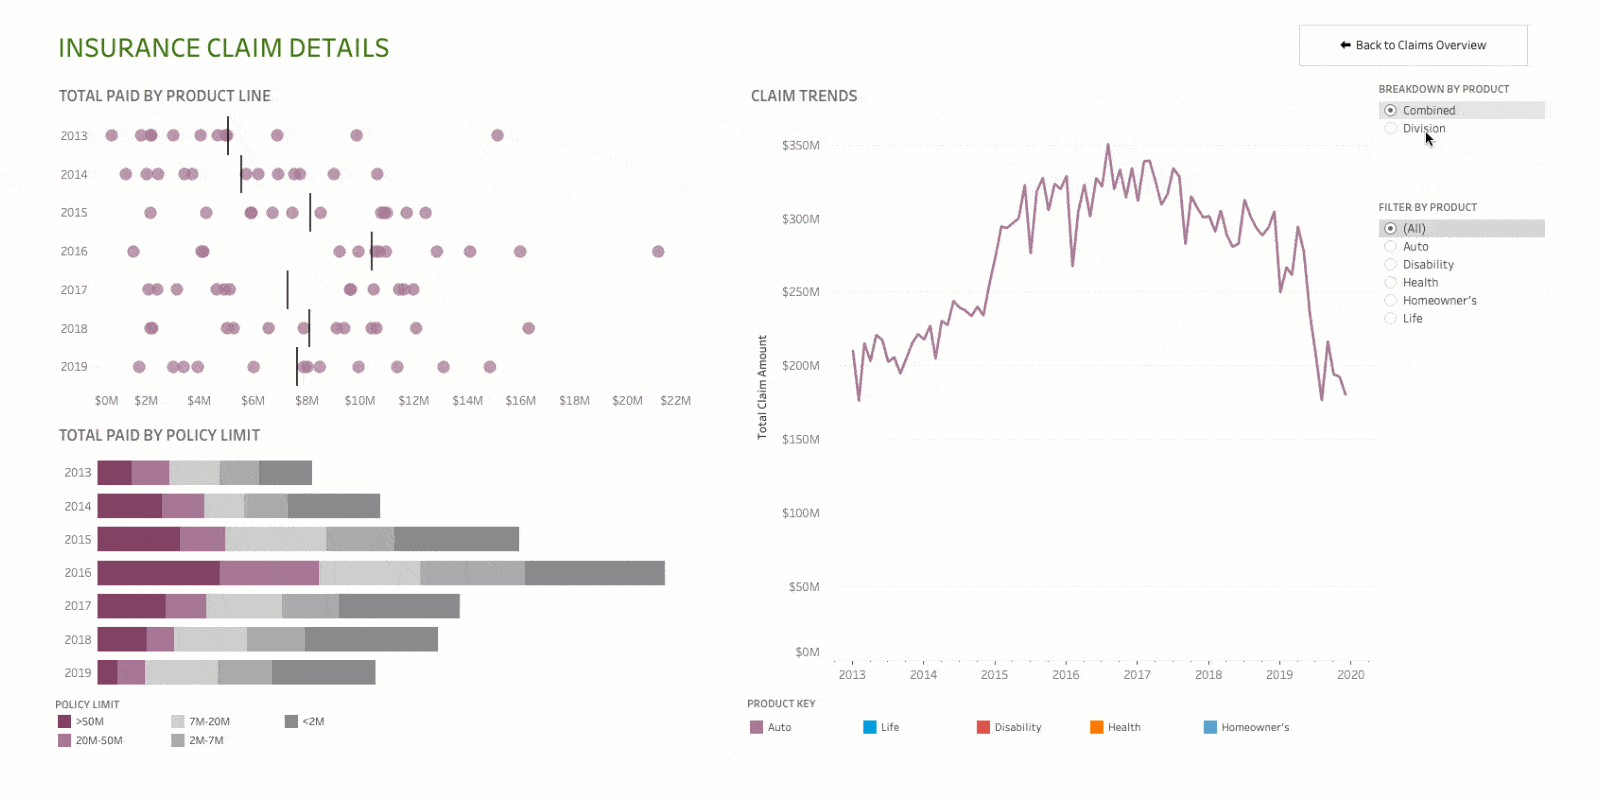 INSURANCE CLAIM DETAILS
Back to Claims Overview
TOTAL PAID BY PRODUCT LINE
2013
2014
2015
2016
2017
2018
2019
$0M $2M $4M $6M $8M $10M $12M $14M $16M $18M $20M $22M
TOTAL PAID BY POLICY LIMIT
2013
2014
2015
2016
2017
2018
2019
POLICY LIMIT
>50M 7M-20M <2M
20M-50M 2M-7M
CLAIM TRENDS
Total Claim Amount
$350M
$300M
$250M
$200M
$150M
$100M
$50M
$0M
2013 2014 2015 2016 2017 2018 2019 2020
PRODUCT KEY
Auto Life Disability Health Homeowner's
BREAKDOWN BY PRODUCT
Combined
Division
FILTER BY PRODUCT
(All)
Auto
Disability
Health
Homeowner's
Life